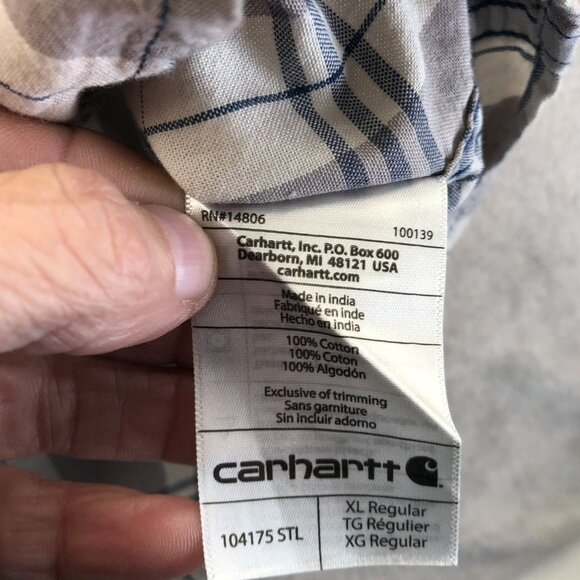 RN#14806 100139
Carhartt, Inc. P.O. Box 600
Dearborn, MI 48121 USA
carhartt.com
Made in india
Fabriqué en inde
Hecho en india
100% Cotton
100% Coton
100% Algodón
Exclusive of trimming
Sans garniture
Sin incluir adorno
carhartt
104175 STL
XL Regular
TG Régulier
XG Regular